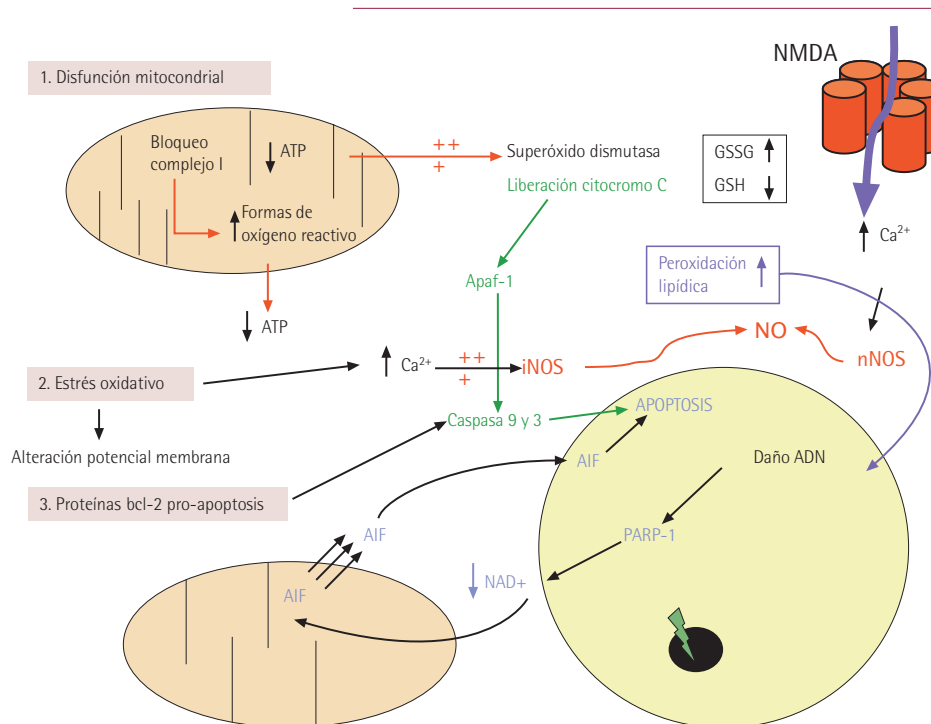 NMDA
1. Disfunción mitocondrial
Bloqueo
complejo I
ATP
++
+
Superóxido dismutasa
GSSG
GSH
Liberación citocromo C
Formas de
oxígeno reactivo
Ca2+
Peroxidación
lipídica
Apaf-1
ATP
NO
nNOS
Ca2+
++
+
iNOS
2. Estrés oxidativo
Caspasa 9 y 3
APOPTOSIS
Alteración potencial membrana
AIF
Daño ADN
3. Proteínas bcl-2 pro-apoptosis
AIF
PARP-1
NAD+
AIF